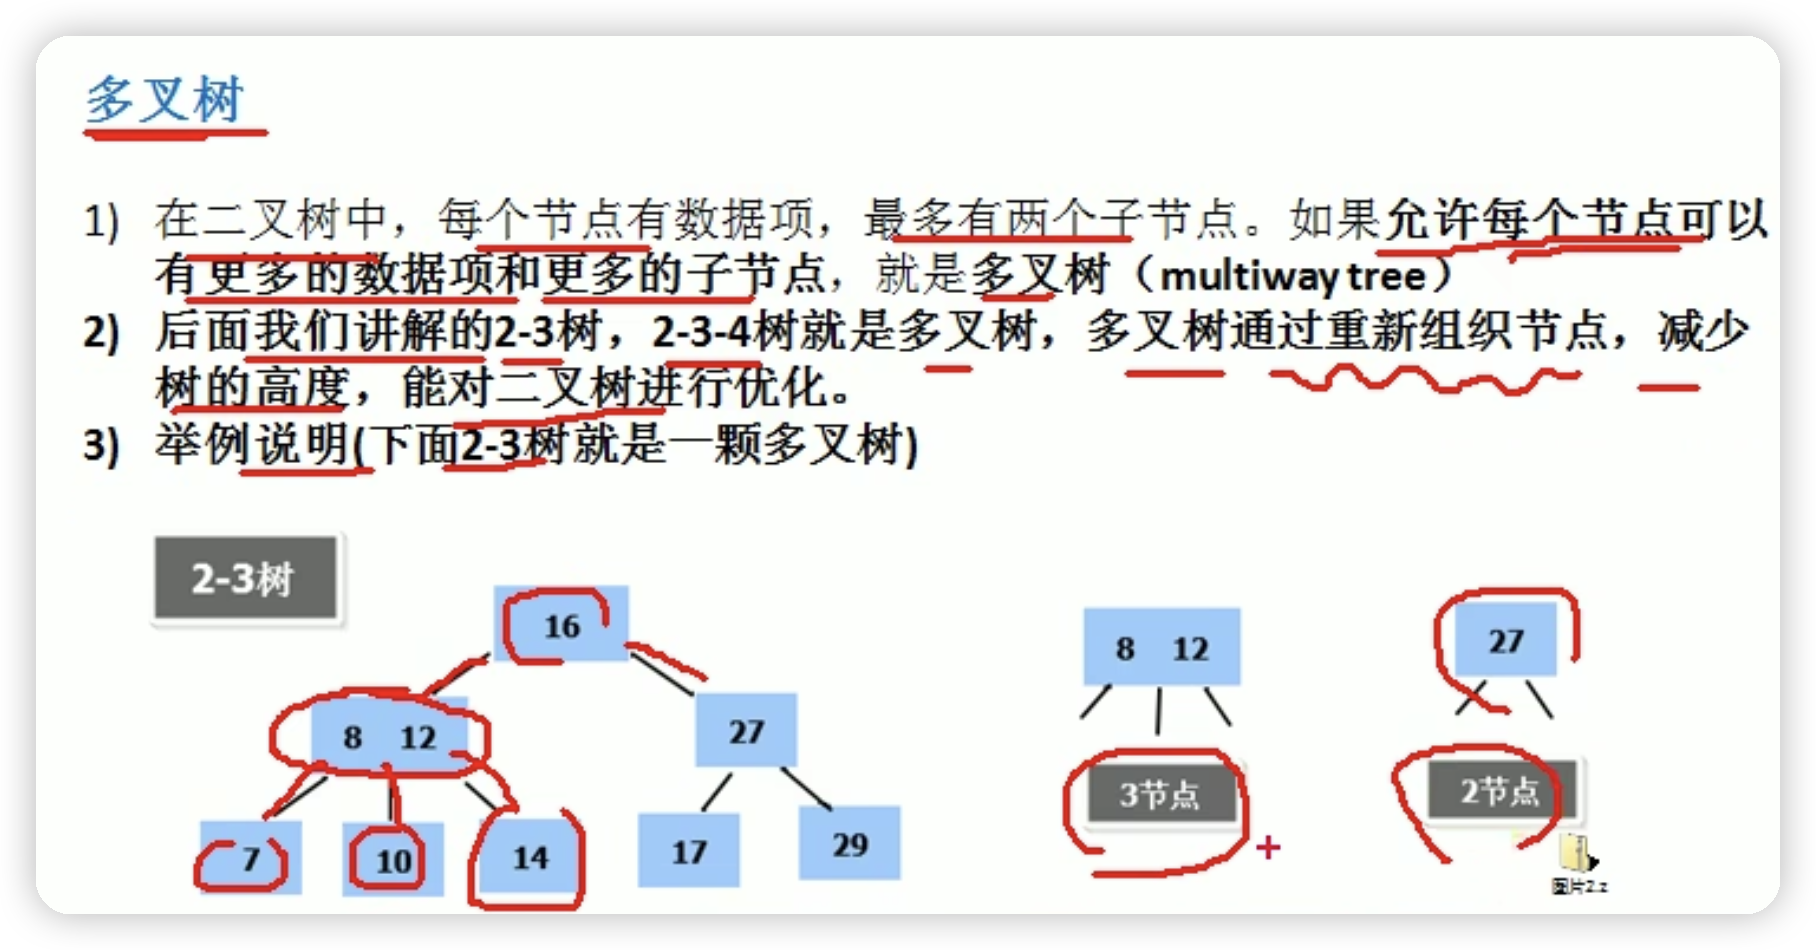 多叉树
1) 在二叉树中，每个节点有数据项，最多有两个子节点。如果允许每个节点可以
有更多的数据项和更多的子节点，就是多叉树（multiway tree）
2) 后面我们讲解的2-3树，2-3-4树就是多叉树，多叉树通过重新组织节点，减少
树的高度，能对二叉树进行优化。
3) 举例说明(下面2-3树就是一颗多叉树)
2-3树
16
8 12
27
7
10
14
17
29
8 12
3节点
27
2节点
图片2.z